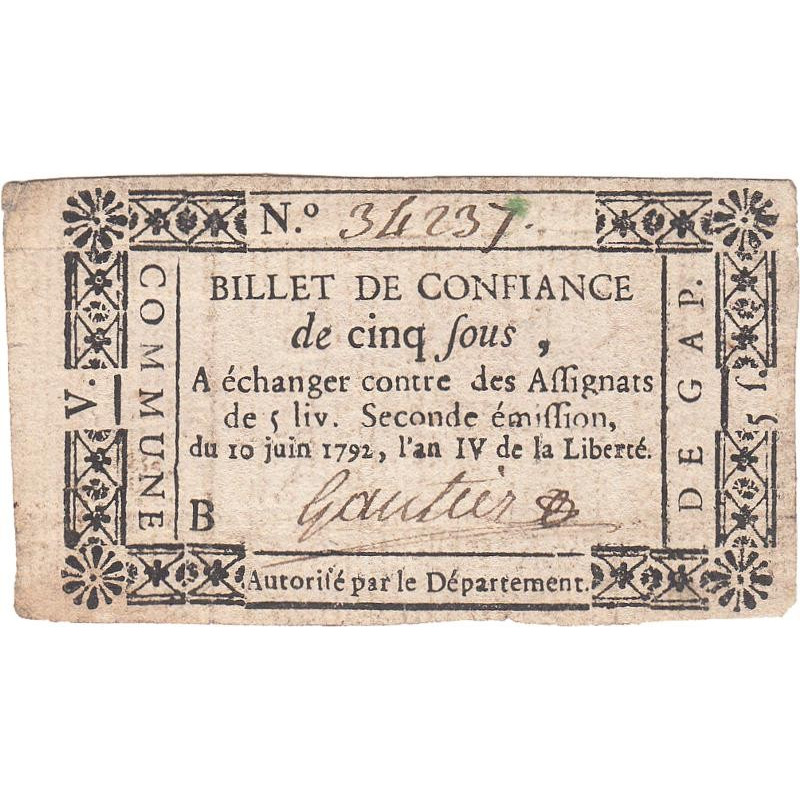 N.º 34237.
COMMUNE
DE GAP.
V.
5 ſ.
BILLET DE CONFIANCE
de cinq ſous,
A échanger contre des Aſſignats
de 5 liv. Seconde émiſſion,
du 10 juin 1792, l'an IV de la Liberté.
B
Gautier
Autoriſé par le Département.